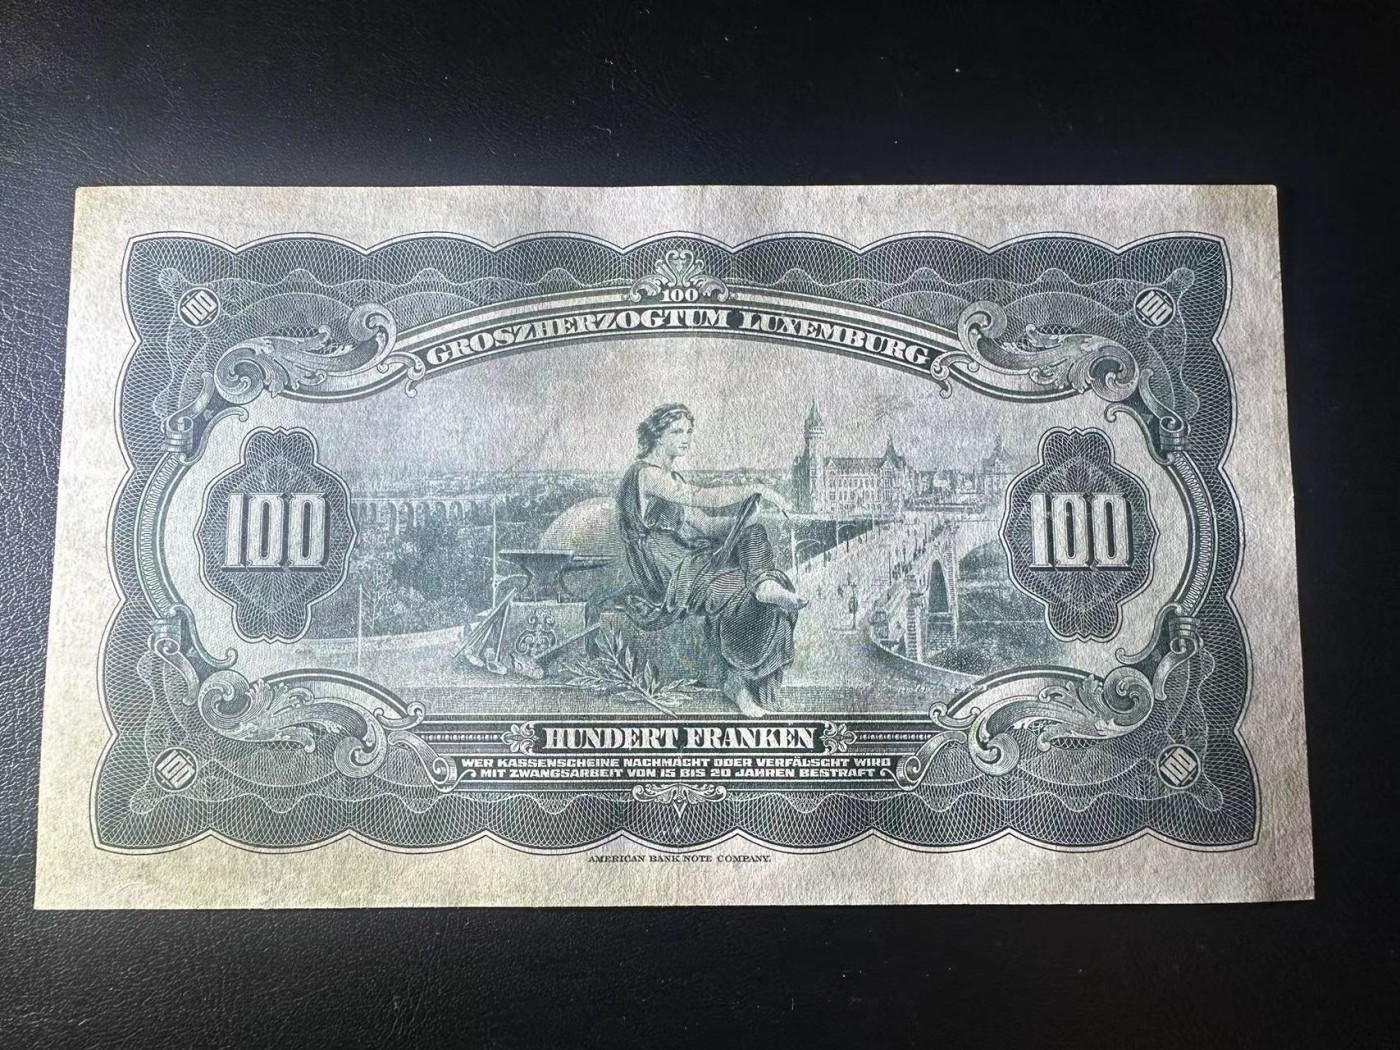 100
GROSZHERZOGTUM LUXEMBURG
100 100
100 100
HUNDERT FRANKEN
WER KASSENSCHEINE NACHMACHT ODER VERFÄLSCHT WIRD
MIT ZWANGSARBEIT VON 15 BIS 20 JAHREN BESTRAFT
100 100
AMERICAN BANK NOTE COMPANY.